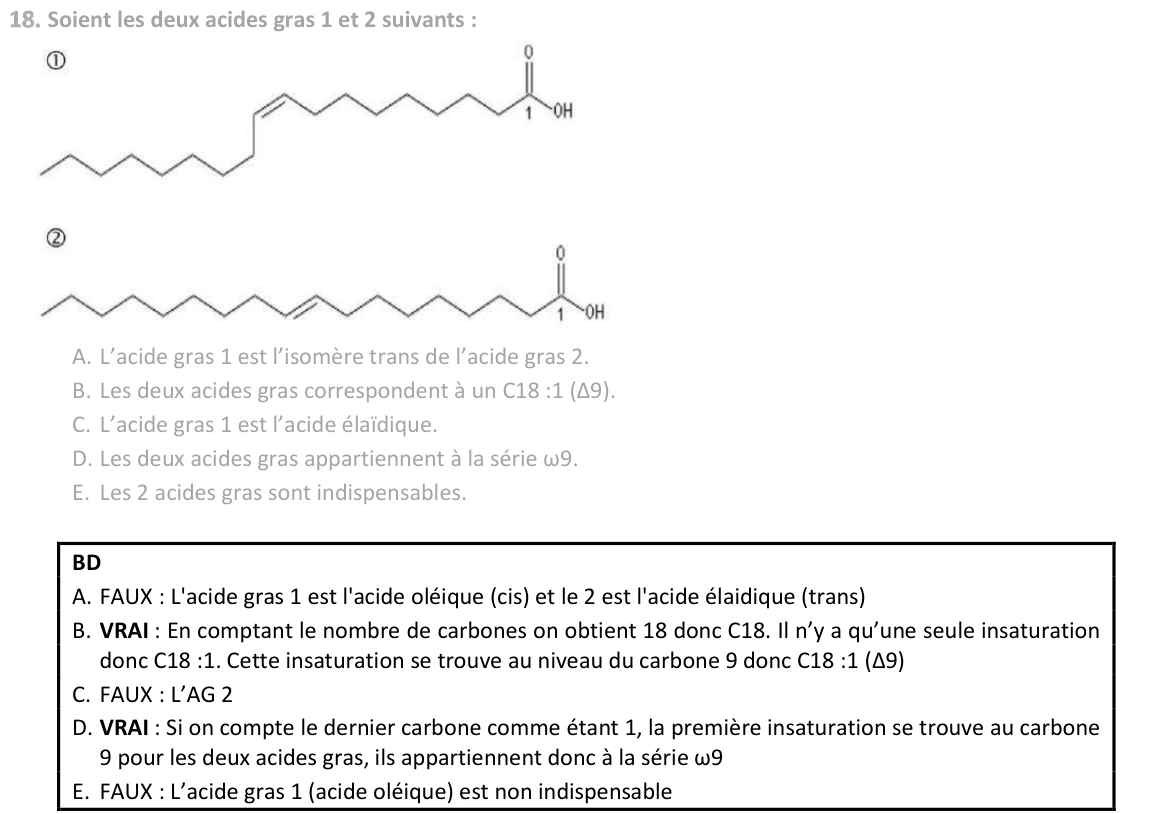 18. Soient les deux acides gras 1 et 2 suivants :
①
O
1 OH
②
O
1 OH
A. L’acide gras 1 est l’isomère trans de l’acide gras 2.
B. Les deux acides gras correspondent à un C18 :1 (Δ9).
C. L’acide gras 1 est l’acide élaïdique.
D. Les deux acides gras appartiennent à la série ω9.
E. Les 2 acides gras sont indispensables.
BD
A. FAUX : L'acide gras 1 est l'acide oléique (cis) et le 2 est l'acide élaidique (trans)
B. VRAI : En comptant le nombre de carbones on obtient 18 donc C18. Il n’y a qu’une seule insaturation
donc C18 :1. Cette insaturation se trouve au niveau du carbone 9 donc C18 :1 (Δ9)
C. FAUX : L’AG 2
D. VRAI : Si on compte le dernier carbone comme étant 1, la première insaturation se trouve au carbone
9 pour les deux acides gras, ils appartiennent donc à la série ω9
E. FAUX : L’acide gras 1 (acide oléique) est non indispensable